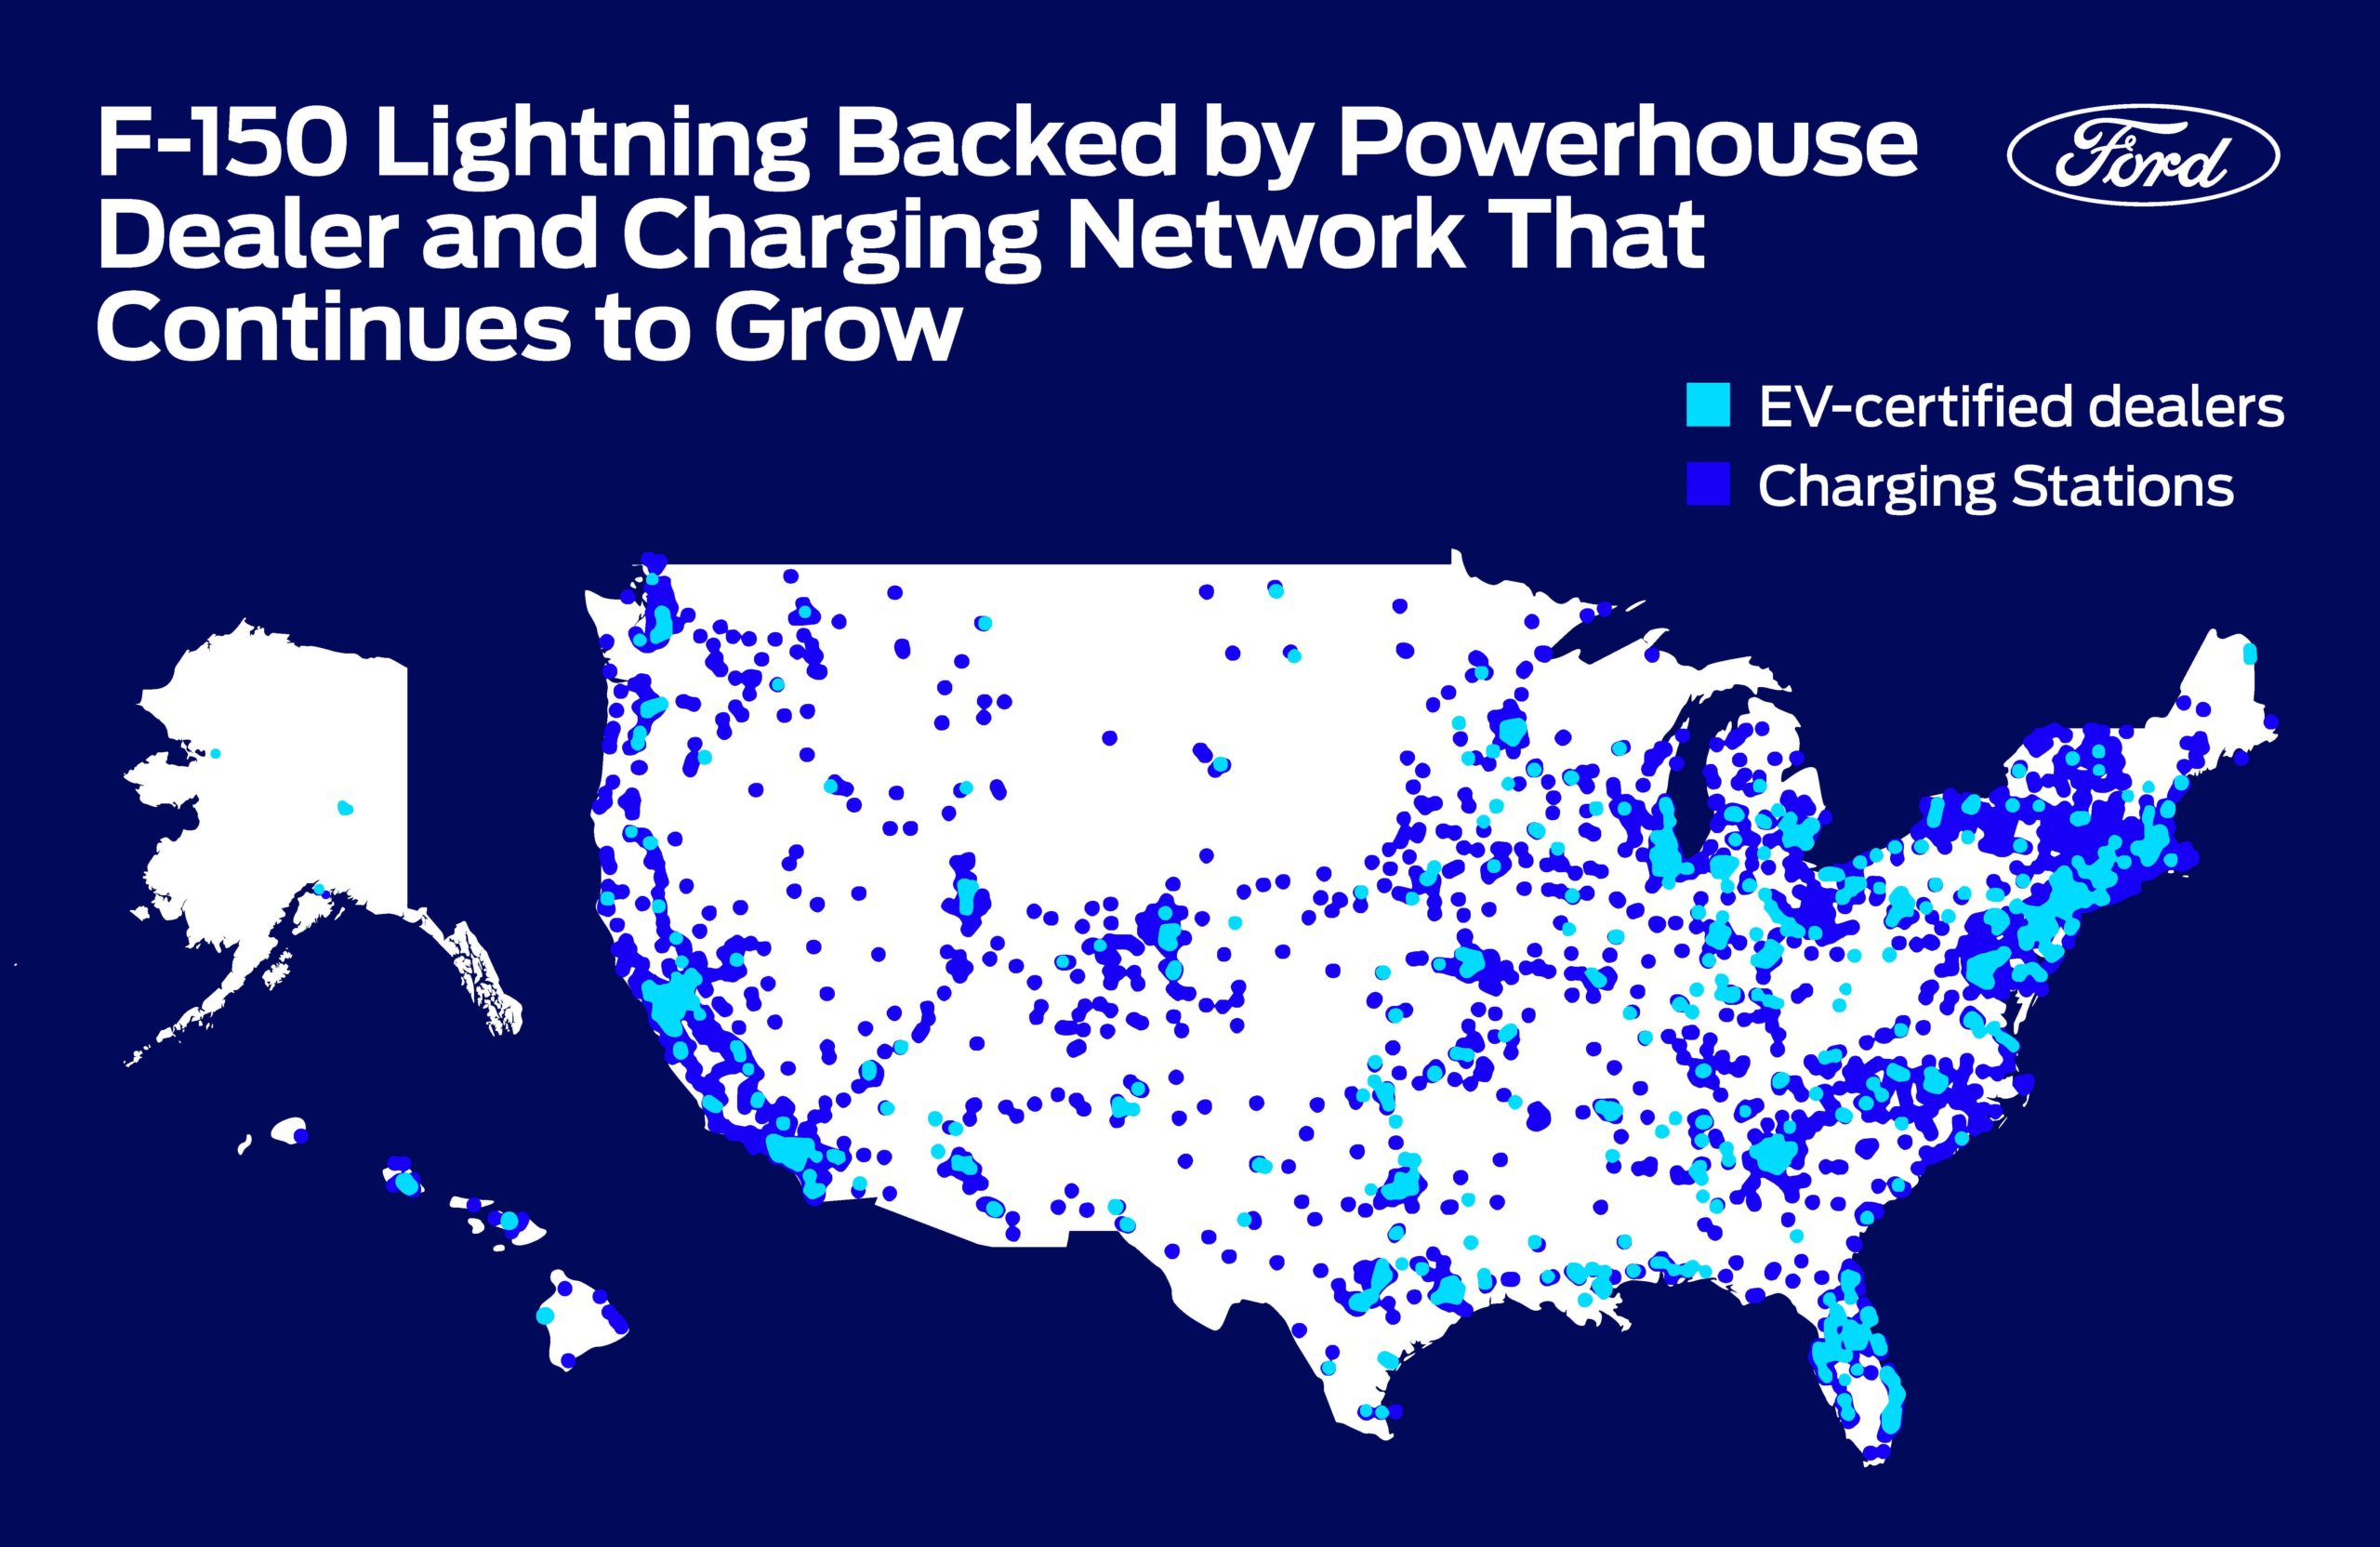 F-150 Lightning Backed by Powerhouse
Dealer and Charging Network That
Continues to Grow
Ford
EV-certified dealers
Charging Stations